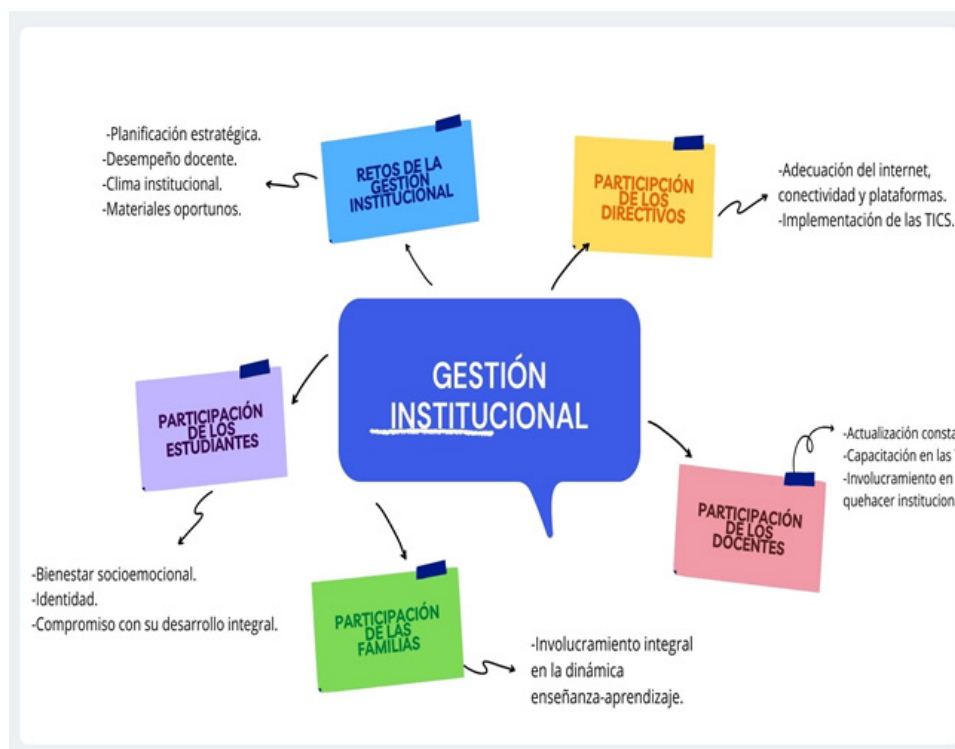 -Planificación estratégica.
-Desempeño docente.
-Clima institucional.
-Materiales oportunos.
RETOS DE LA
GESTIÓN
INSTITUCIONAL
PARTICIPCIÓN
DE LOS
DIRECTIVOS
-Adecuación del internet,
conectividad y plataformas.
-Implementación de las TICS.
GESTIÓN
INSTITUCIONAL
PARTICIPACIÓN
DE LOS
ESTUDIANTES
-Bienestar socioemocional.
-Identidad.
-Compromiso con su desarrollo integral.
PARTICIPACIÓN
DE LAS
FAMILIAS
-Involucramiento integral
en la dinámica
enseñanza-aprendizaje.
PARTICIPACIÓN
DE LOS
DOCENTES
-Actualización
-Capacitación en las
-Involucramiento en
quehacer